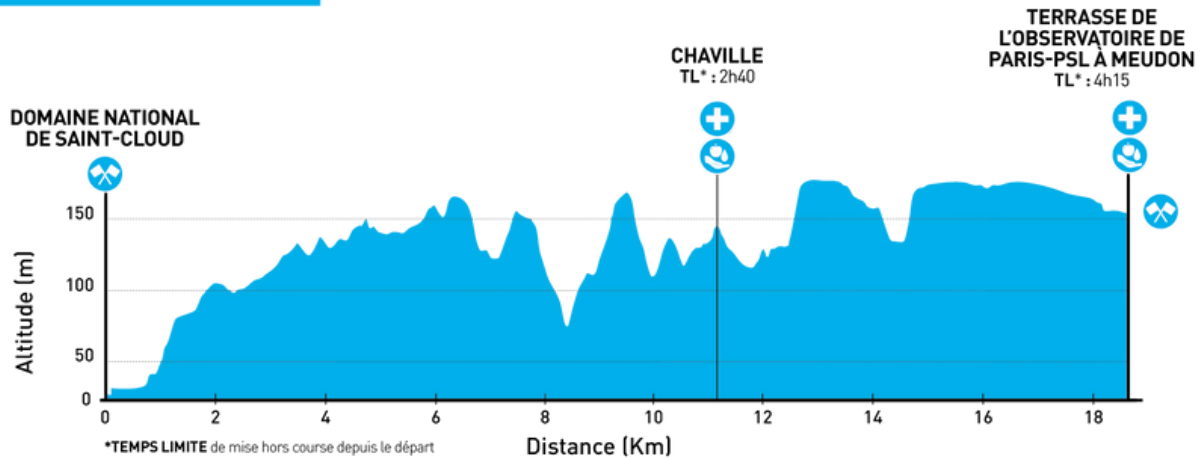 TERRASSE DE
L'OBSERVATOIRE DE
PARIS-PSL À MEUDON
TL* : 4h15
CHAVILLE
TL* : 2h40
DOMAINE NATIONAL
DE SAINT-CLOUD
Altitude (m)
150
100
50
0
0 2 4 6 8 10 12 14 16 18
*TEMPS LIMITE de mise hors course depuis le départ
Distance (Km)